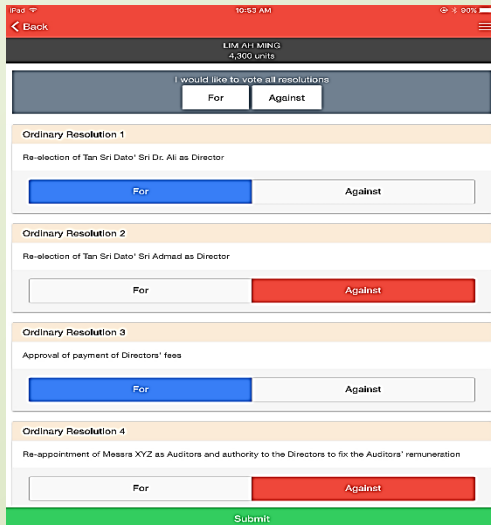 iPad
10:53 AM
90%
Back
LIM AH MING
4,300 units
I would like to vote all resolutions
For Against
Ordinary Resolution 1
Re-election of Tan Sri Dato' Sri Dr. Ali as Director
For Against
Ordinary Resolution 2
Re-election of Tan Sri Dato' Sri Admad as Director
For Against
Ordinary Resolution 3
Approval of payment of Directors' fees
For Against
Ordinary Resolution 4
Re-appointment of Messrs XYZ as Auditors and authority to the Directors to fix the Auditors' remuneration
For Against
Submit